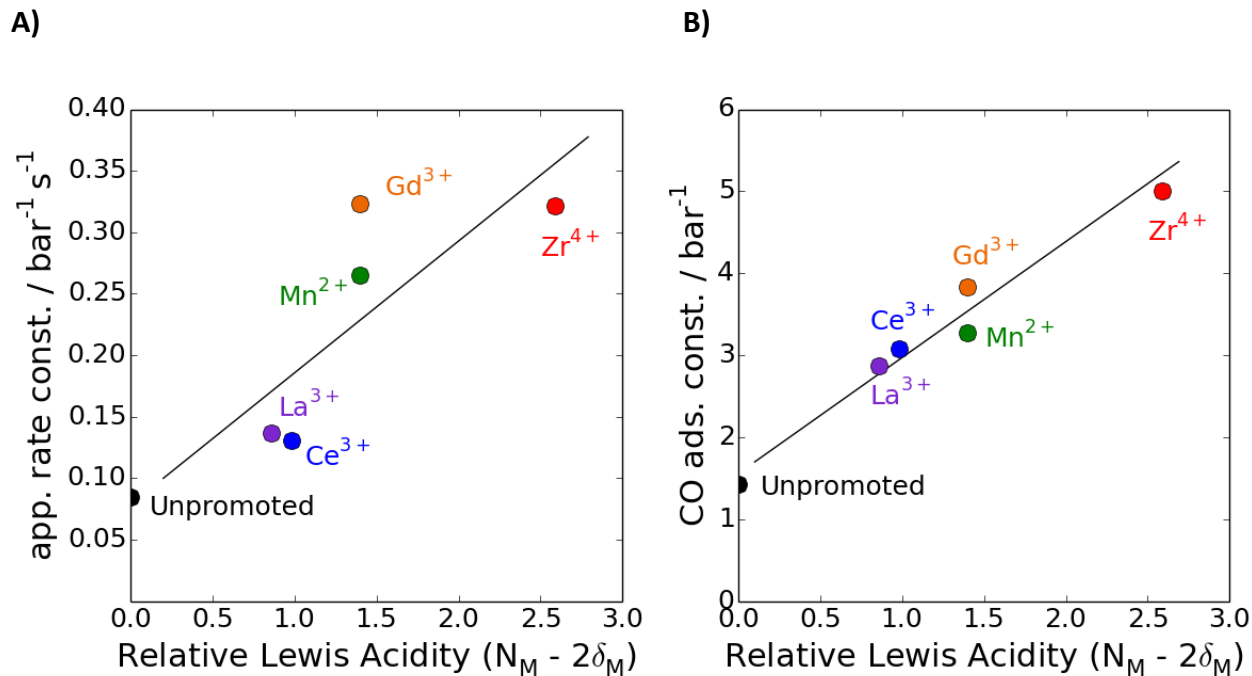 A)
B)
app. rate const. / bar⁻¹ s⁻¹
0.40
0.35
0.30
0.25
0.20
0.15
0.10
0.05
Gd³⁺
Zr⁴⁺
Mn²⁺
La³⁺
Ce³⁺
Unpromoted
0.0 0.5 1.0 1.5 2.0 2.5 3.0
Relative Lewis Acidity (N_M - 2δ_M)
CO ads. const. / bar⁻¹
6
5
4
3
2
1
0
Zr⁴⁺
Gd³⁺
Ce³⁺
Mn²⁺
La³⁺
Unpromoted
0.0 0.5 1.0 1.5 2.0 2.5 3.0
Relative Lewis Acidity (N_M - 2δ_M)